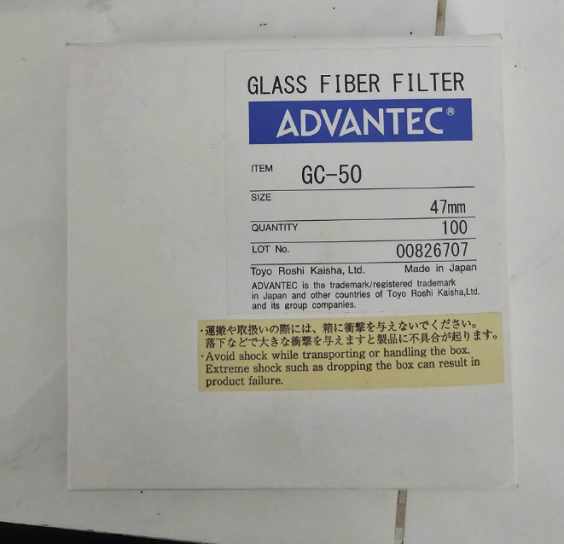 GLASS FIBER FILTER
ADVANTEC®
ITEM GC-50
SIZE 47mm
QUANTITY 100
LOT No. 00826707
Toyo Roshi Kaisha, Ltd. Made in Japan
ADVANTEC is the trademark/registered trademark
in Japan and other countries of Toyo Roshi Kaisha,Ltd.
and its group companies.
・運搬や取扱いの際には、箱に衝撃を与えないでください。
落下などで大きな衝撃を与えますと製品に不具合が起ります。
・Avoid shock while transporting or handling the box.
Extreme shock such as dropping the box can result in
product failure.